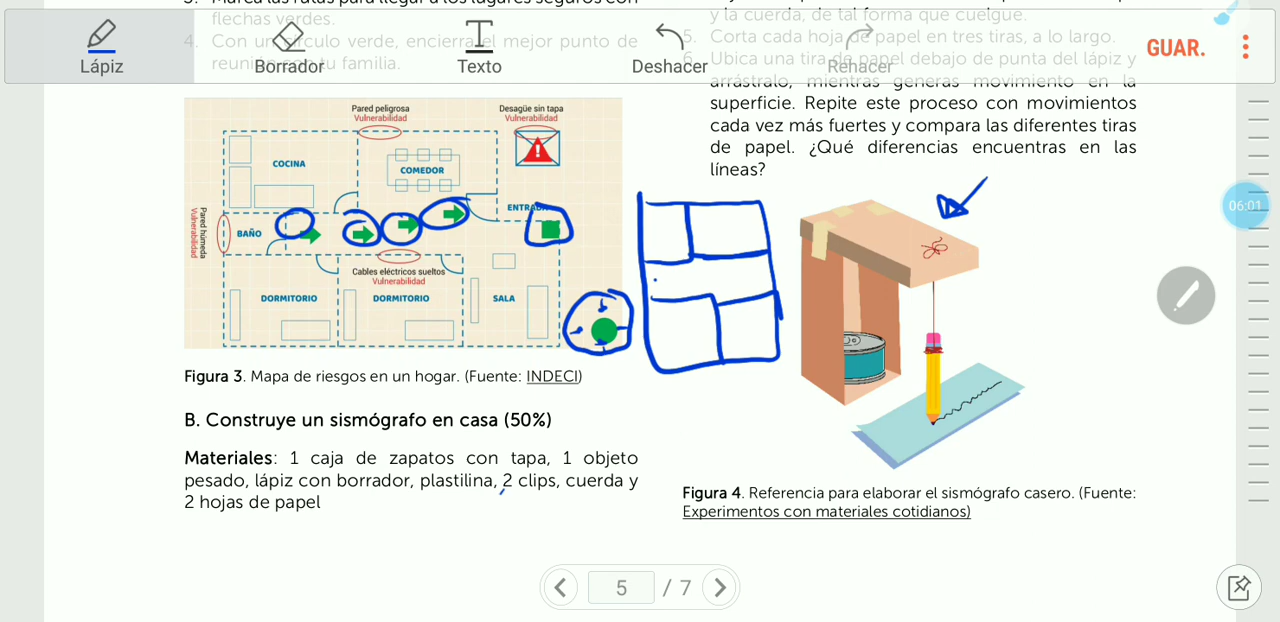 Lápiz
Borrador
Texto
Deshacer
Rehacer
GUAR.
flechas verdes.
4. Con un círculo verde, encierra el mejor punto de
reunión con tu familia.
Pared peligrosa
Vulnerabilidad
Desagüe sin tapa
Vulnerabilidad
COCINA
COMEDOR
ENTRADA
Pared húmeda
Vulnerabilidad
BAÑO
Cables eléctricos sueltos
Vulnerabilidad
DORMITORIO
DORMITORIO
SALA
Figura 3. Mapa de riesgos en un hogar. (Fuente: INDECI)
B. Construye un sismógrafo en casa (50%)
Materiales: 1 caja de zapatos con tapa, 1 objeto
pesado, lápiz con borrador, plastilina, 2 clips, cuerda y
2 hojas de papel
y la cuerda, de tal forma que cuelgue.
5. Corta cada hoja de papel en tres tiras, a lo largo.
6. Ubica una tira de papel debajo de punta del lápiz y
arrástralo, mientras generas movimiento en la
superficie. Repite este proceso con movimientos
cada vez más fuertes y compara las diferentes tiras
de papel. ¿Qué diferencias encuentras en las
líneas?
06:01
Figura 4. Referencia para elaborar el sismógrafo casero. (Fuente:
Experimentos con materiales cotidianos)
5 / 7